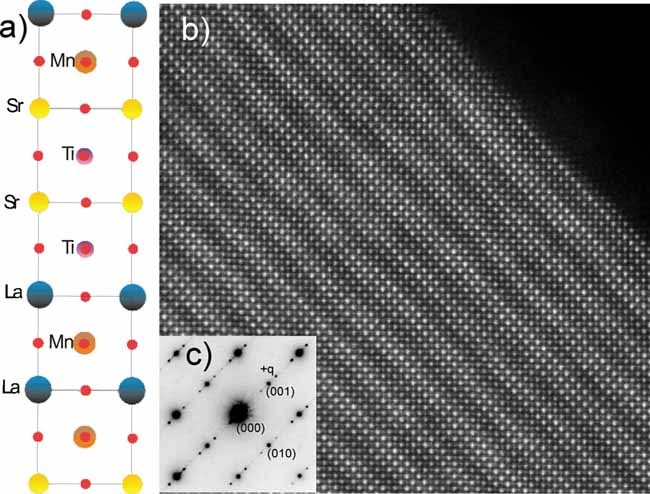 a)
Mn
Sr
Ti
Sr
Ti
La
Mn
La
b)
c)
+q
(001)
(000)
(010)